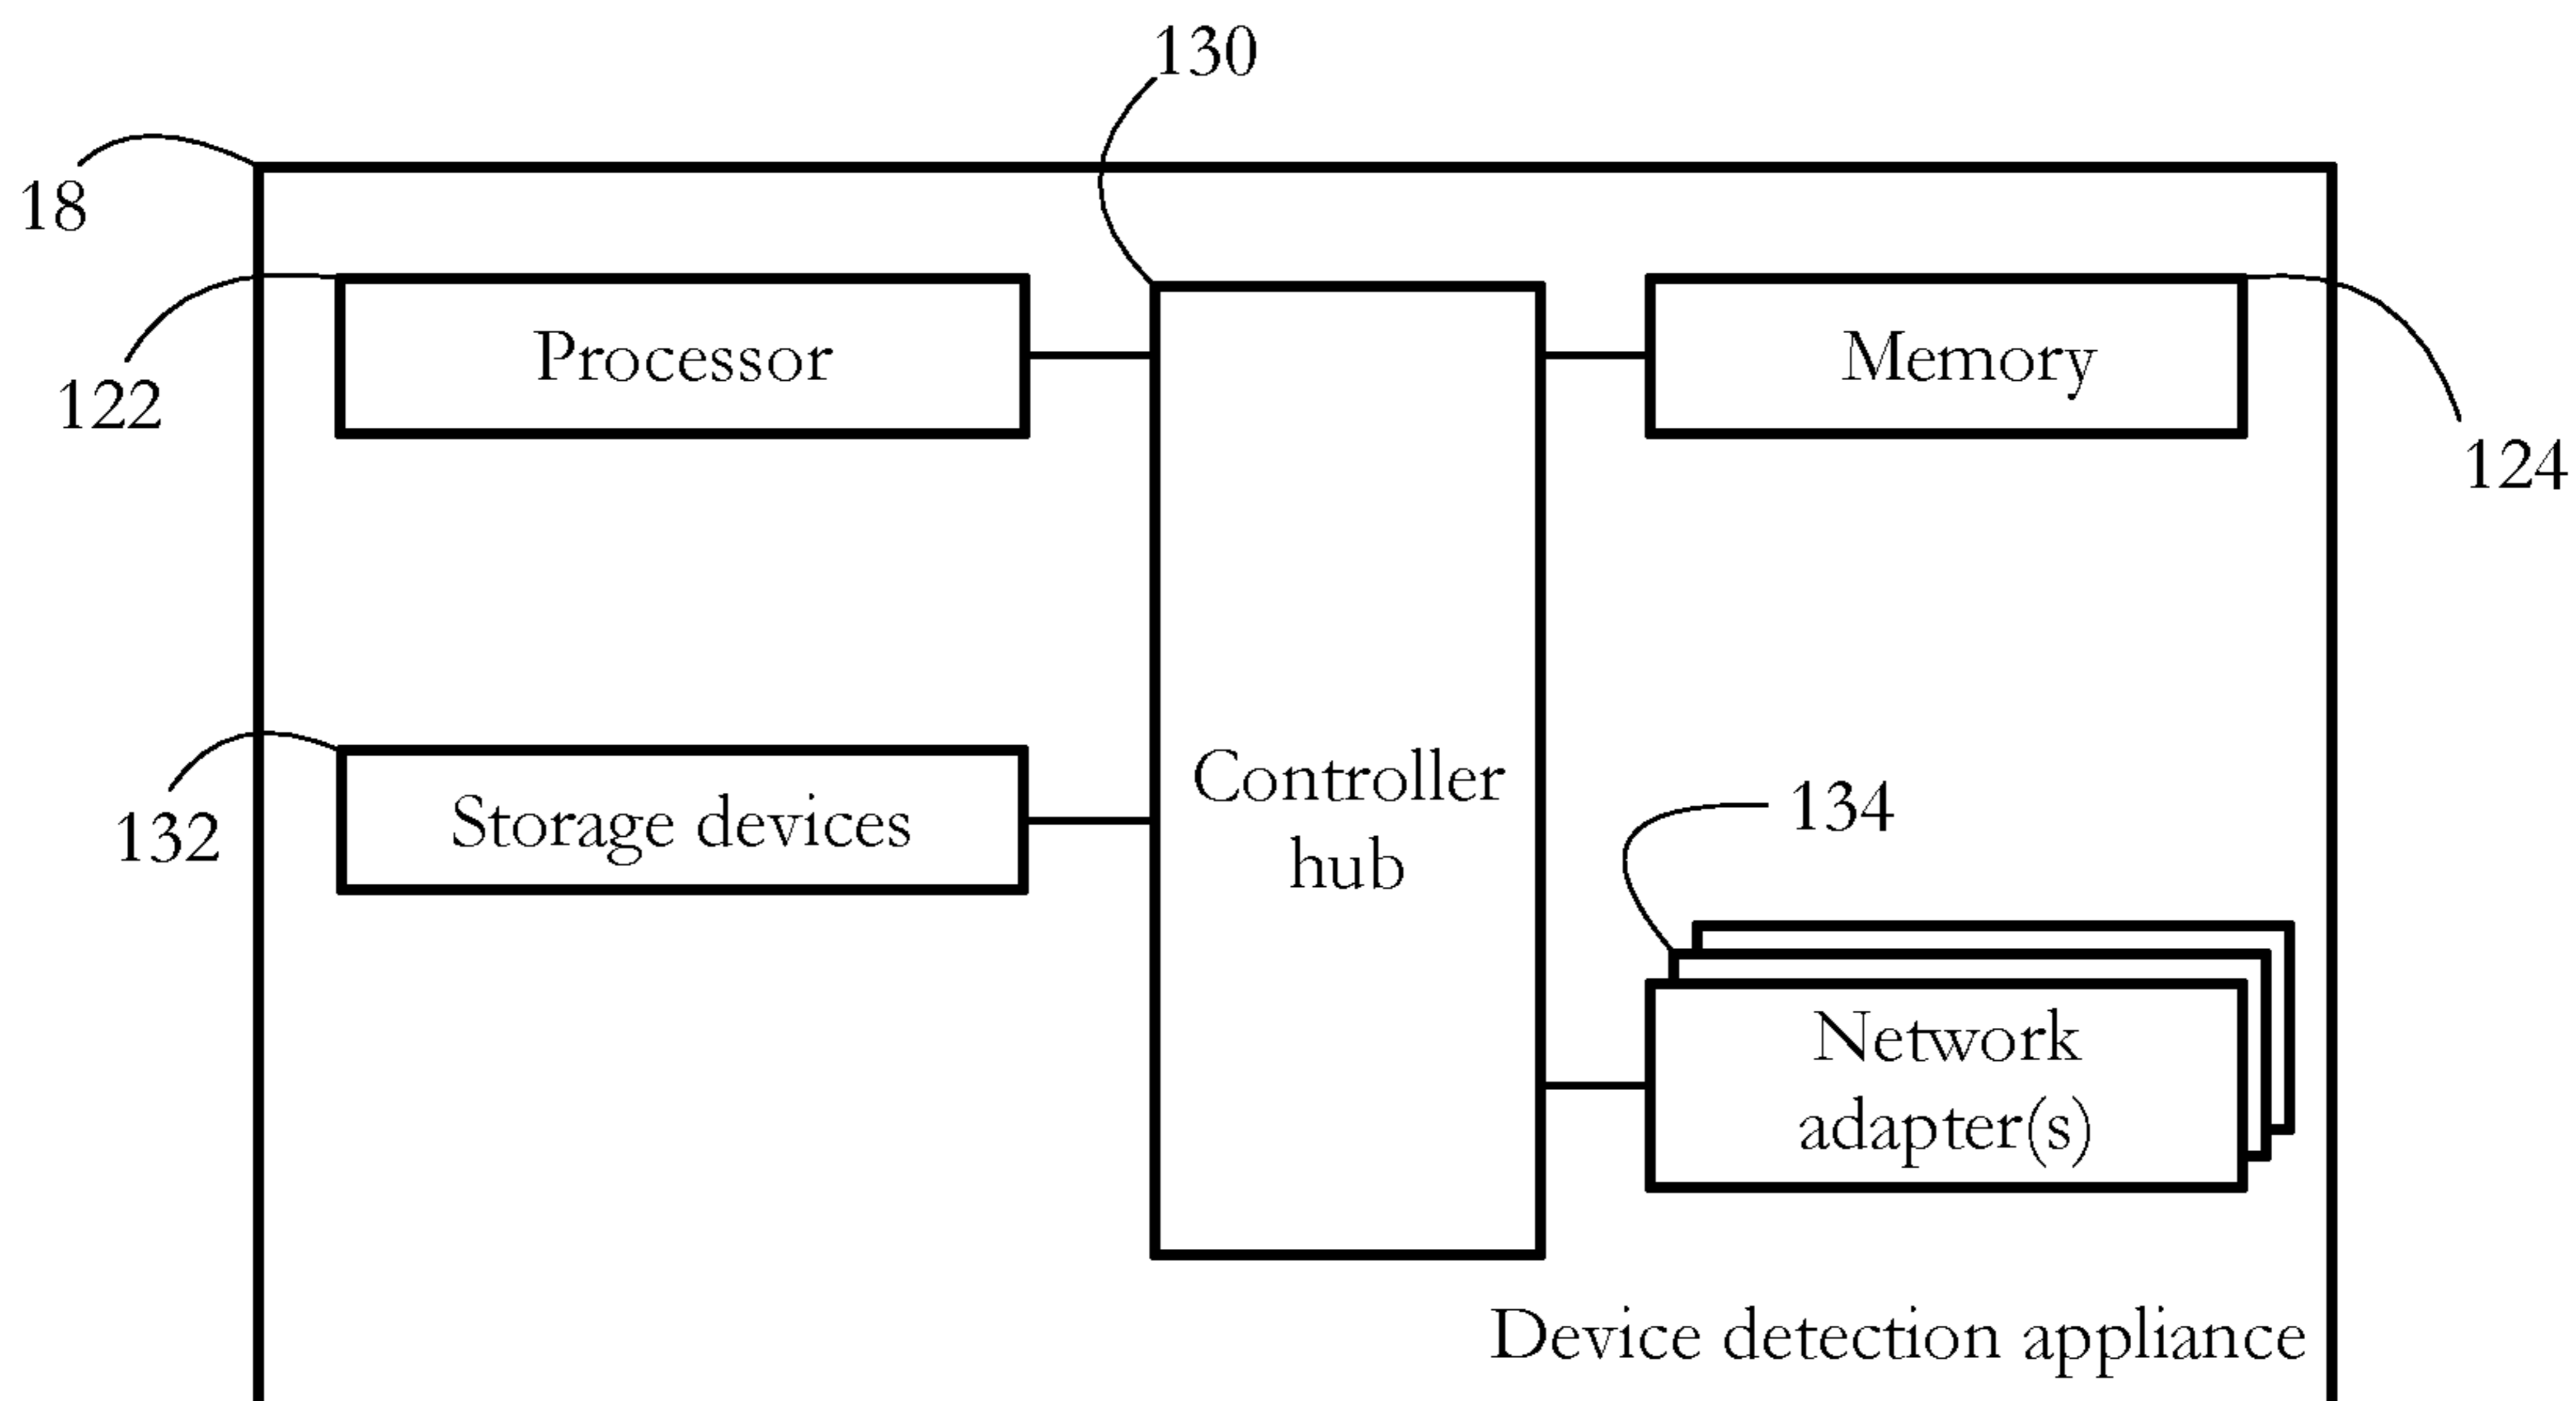 130
18
Processor
Memory
122
124
Controller
hub
Storage devices
132
134
Network
adapter(s)
Device detection appliance